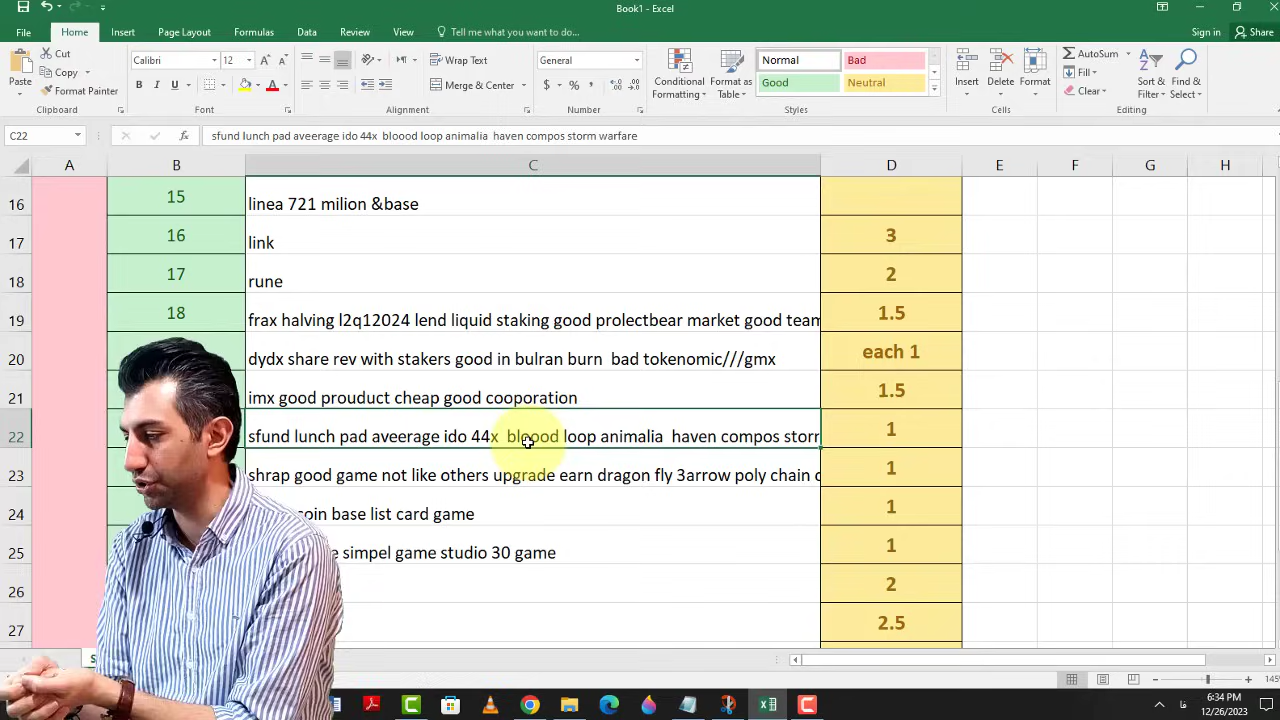 Book1 - Excel
Sign in
Share
File Home Insert Page Layout Formulas Data Review View Tell me what you want to do...
Paste
Cut
Copy
Format Painter
Clipboard
Calibri 12
B I U
Font
Wrap Text
Merge & Center
Alignment
General
$ % ,
Number
Conditional Formatting
Format as Table
Normal Bad
Good Neutral
Styles
Insert Delete Format
Cells
AutoSum
Fill
Clear
Sort & Filter
Find & Select
Editing
C22 fx sfund lunch pad aveerage ido 44x bloood loop animalia haven compos storm warfare
A B C D E F G H
16 15 linea 721 milion &base
17 16 link 3
18 17 rune 2
19 18 frax halving l2q12024 lend liquid staking good prolectbear market good team 1.5
20 dydx share rev with stakers good in bulran burn bad tokenomic///gmx each 1
21 imx good prouduct cheap good cooporation 1.5
22 sfund lunch pad aveerage ido 44x bloood loop animalia haven compos storr 1
23 shrap good game not like others upgrade earn dragon fly 3arrow poly chain 1
24 coin base list card game 1
25 simpel game studio 30 game 1
26 2
27 2.5
6:34 PM
12/26/2023